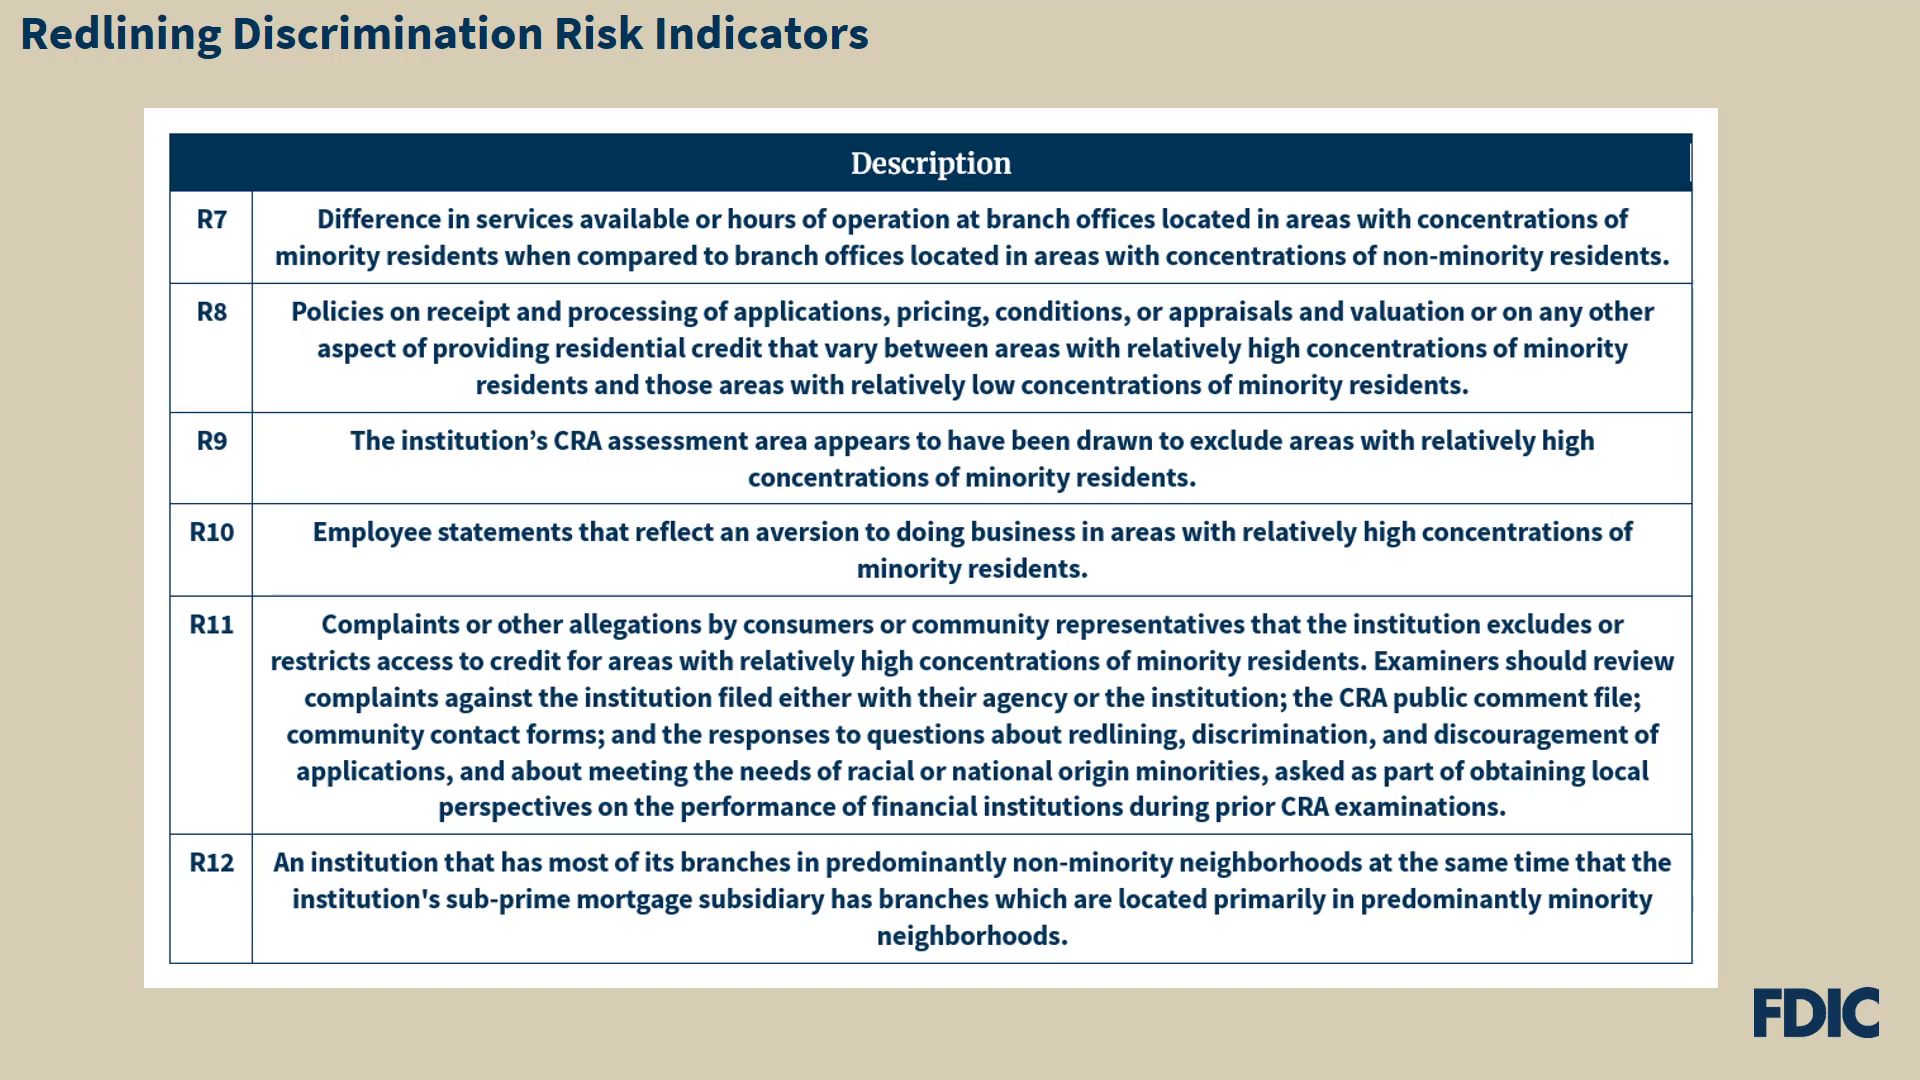 Redlining Discrimination Risk Indicators
Description
R7
Difference in services available or hours of operation at branch offices located in areas with concentrations of
minority residents when compared to branch offices located in areas with concentrations of non-minority residents.
R8
Policies on receipt and processing of applications, pricing, conditions, or appraisals and valuation or on any other
aspect of providing residential credit that vary between areas with relatively high concentrations of minority
residents and those areas with relatively low concentrations of minority residents.
R9
The institution’s CRA assessment area appears to have been drawn to exclude areas with relatively high
concentrations of minority residents.
R10
Employee statements that reflect an aversion to doing business in areas with relatively high concentrations of
minority residents.
R11
Complaints or other allegations by consumers or community representatives that the institution excludes or
restricts access to credit for areas with relatively high concentrations of minority residents. Examiners should review
complaints against the institution filed either with their agency or the institution; the CRA public comment file;
community contact forms; and the responses to questions about redlining, discrimination, and discouragement of
applications, and about meeting the needs of racial or national origin minorities, asked as part of obtaining local
perspectives on the performance of financial institutions during prior CRA examinations.
R12
An institution that has most of its branches in predominantly non-minority neighborhoods at the same time that the
institution's sub-prime mortgage subsidiary has branches which are located primarily in predominantly minority
neighborhoods.
FDIC